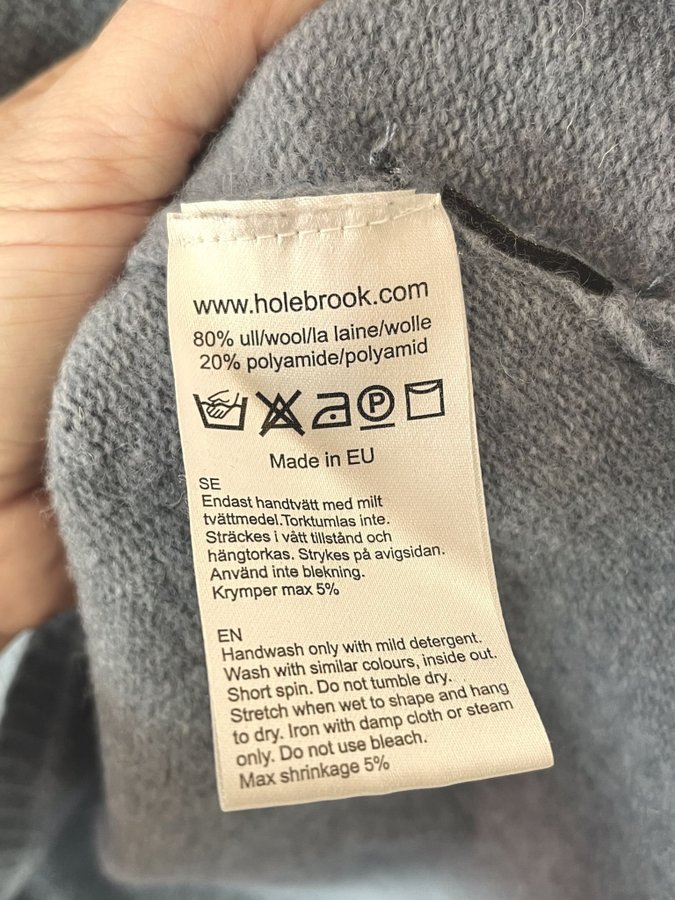 www.holebrook.com
80% ull/wool/la laine/wolle
20% polyamide/polyamid
P
Made in EU
SE
Endast handtvätt med milt
tvättmedel.Torktumlas inte.
Sträckes i vått tillstånd och
hängtorkas. Strykes på avigsidan.
Använd inte blekning.
Krymper max 5%
EN
Handwash only with mild detergent.
Wash with similar colours, inside out.
Short spin. Do not tumble dry.
Stretch when wet to shape and hang
to dry. Iron with damp cloth or steam
only. Do not use bleach.
Max shrinkage 5%